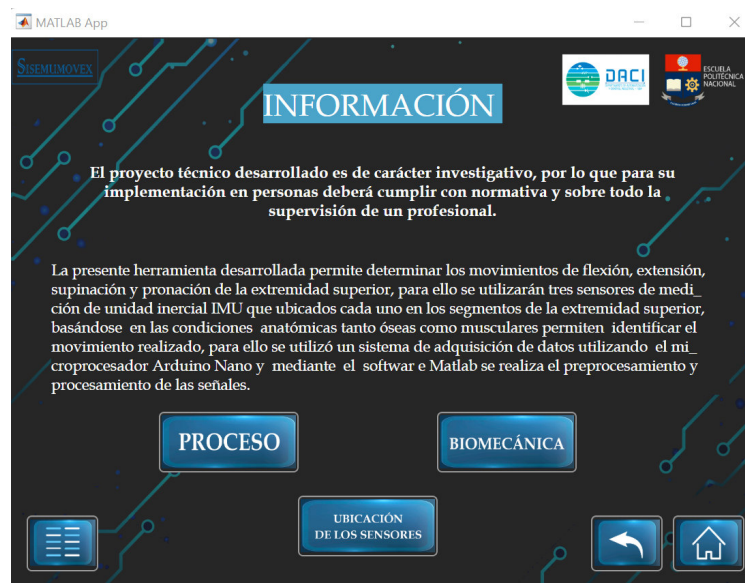 MATLAB App
SISEMUMOVEX
DACI
ESCUELA
POLITÉCNICA
NACIONAL
INFORMACIÓN
El proyecto técnico desarrollado es de carácter investigativo, por lo que para su
implementación en personas deberá cumplir con normativa y sobre todo la
supervisión de un profesional.
La presente herramienta desarrollada permite determinar los movimientos de flexión, extensión,
supinación y pronación de la extremidad superior, para ello se utilizarán tres sensores de medi_
ción de unidad inercial IMU que ubicados cada uno en los segmentos de la extremidad superior,
basándose en las condiciones anatómicas tanto óseas como musculares permiten identificar el
movimiento realizado, para ello se utilizó un sistema de adquisición de datos utilizando el mi_
croprocesador Arduino Nano y mediante el softwar e Matlab se realiza el preprocesamiento y
procesamiento de las señales.
PROCESO
BIOMECÁNICA
UBICACIÓN
DE LOS SENSORES